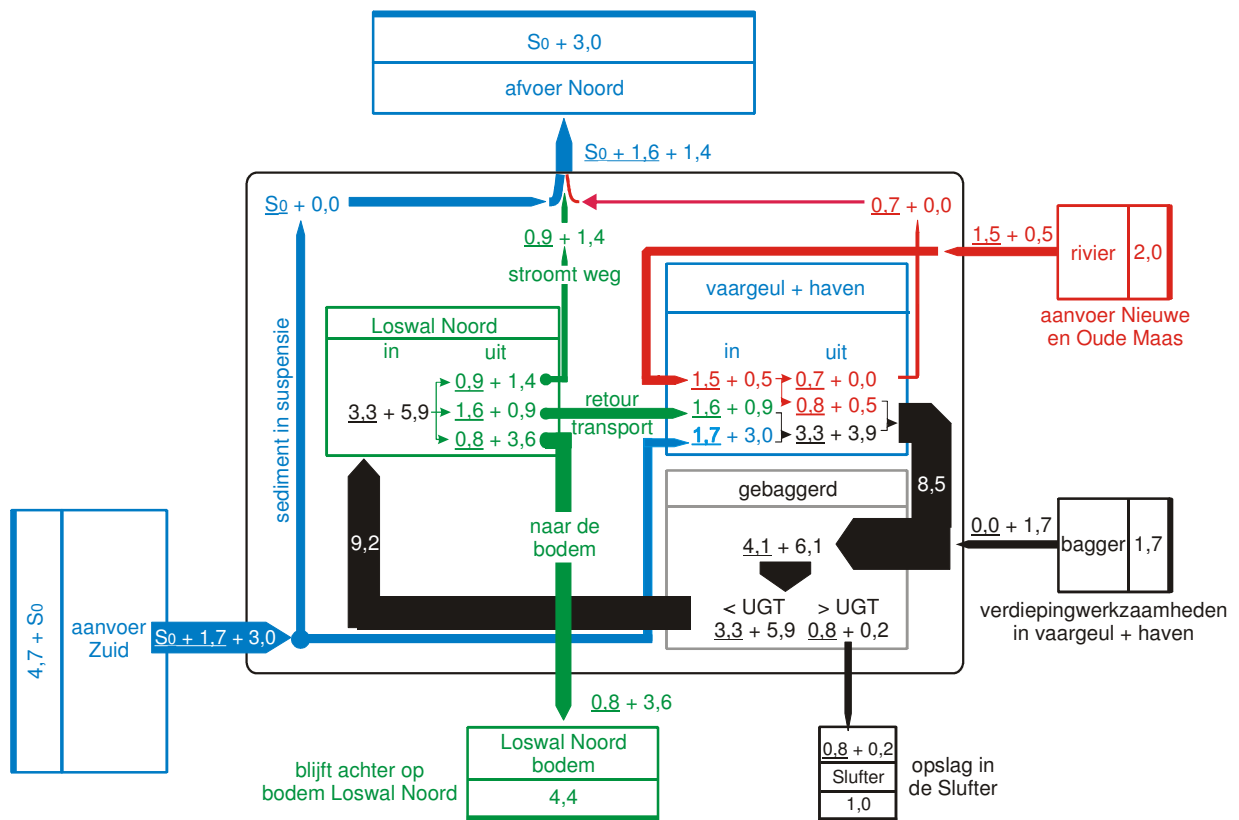 S0 + 3,0
afvoer Noord
S0 + 1,6 + 1,4
S0 + 0,0
0,7 + 0,0
0,9 + 1,4
stroomt weg
1,5 + 0,5
rivier
2,0
aanvoer Nieuwe
en Oude Maas
vaargeul + haven
in
uit
1,5 + 0,5
0,7 + 0,0
0,8 + 0,5
1,6 + 0,9
1,7 + 3,0
3,3 + 3,9
Loswal Noord
in
uit
0,9 + 1,4
3,3 + 5,9
1,6 + 0,9
0,8 + 3,6
retour
transport
sediment in suspensie
8,5
gebaggerd
4,1 + 6,1
< UGT
> UGT
3,3 + 5,9
0,8 + 0,2
9,2
naar de
bodem
0,0 + 1,7
bagger
1,7
verdiepingwerkzaamheden
in vaargeul + haven
4,7 + S0
aanvoer
Zuid
S0 + 1,7 + 3,0
0,8 + 3,6
Loswal Noord
bodem
4,4
blijft achter op
bodem Loswal Noord
0,8 + 0,2
Slufter
1,0
opslag in
de Slufter